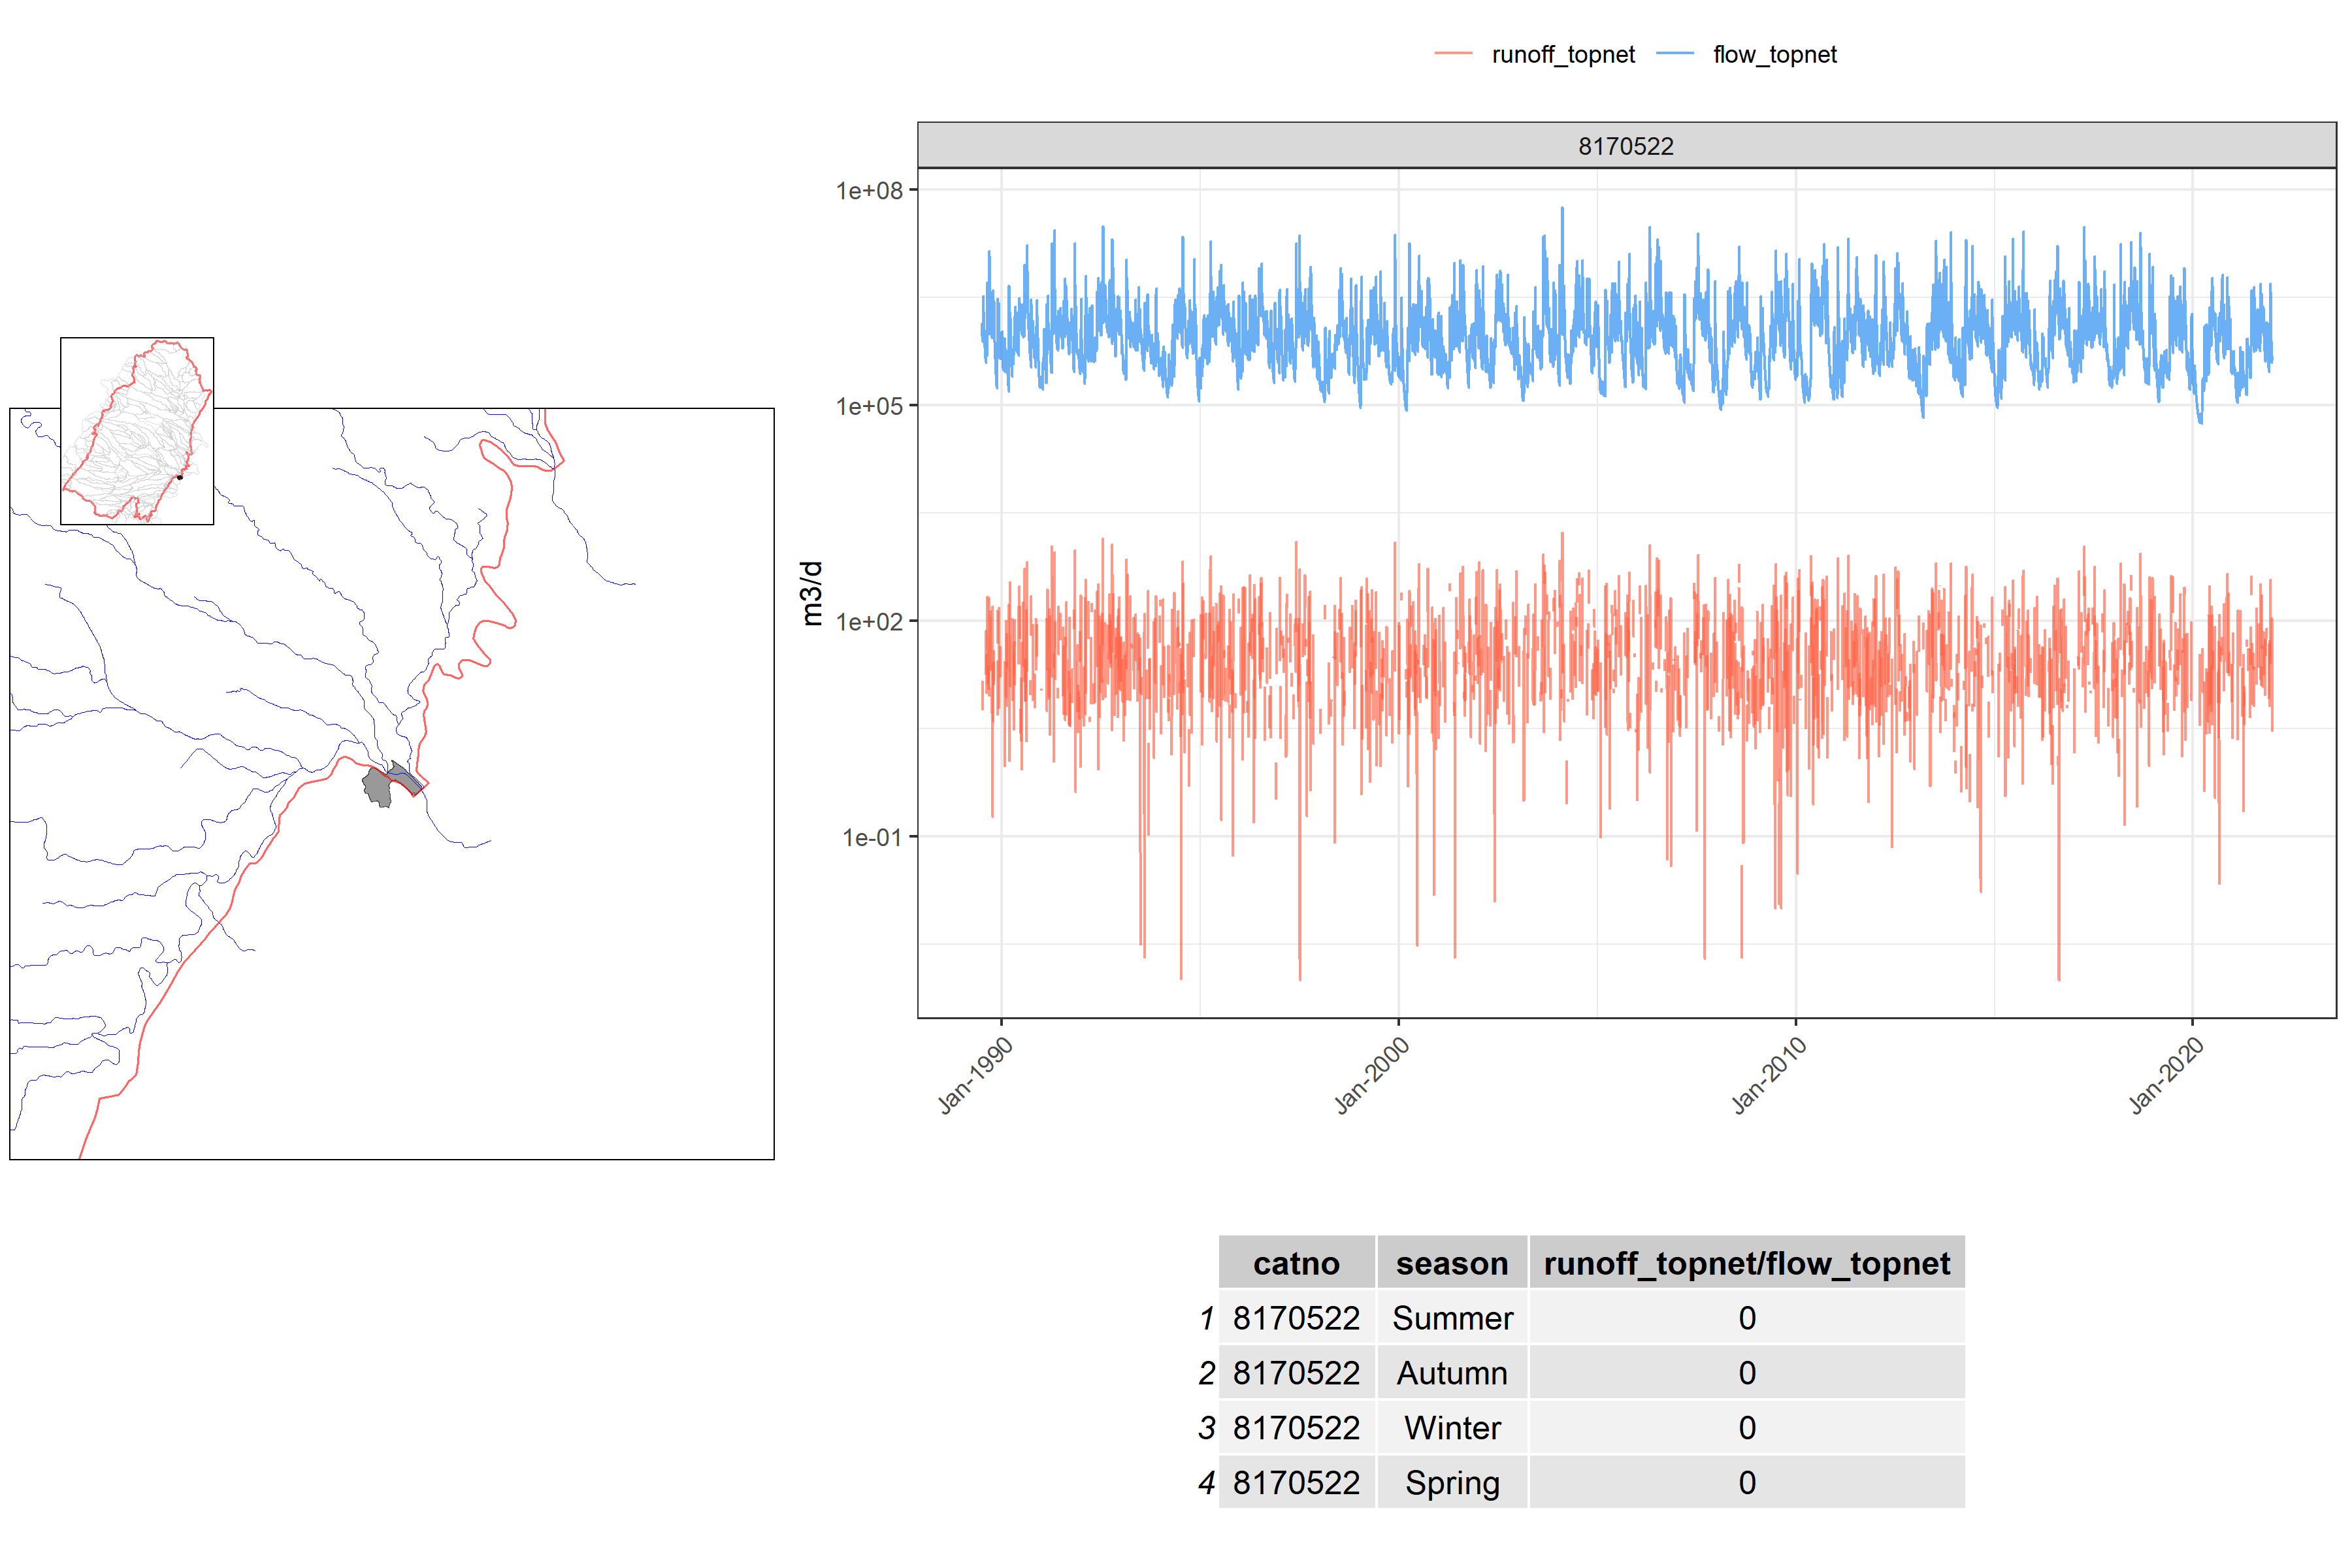 runoff_topnet flow_topnet
8170522
1e+08
1e+05
1e+02
1e-01
m3/d
Jan-1990 Jan-2000 Jan-2010 Jan-2020
catno season runoff_topnet/flow_topnet
1 8170522 Summer 0
2 8170522 Autumn 0
3 8170522 Winter 0
4 8170522 Spring 0